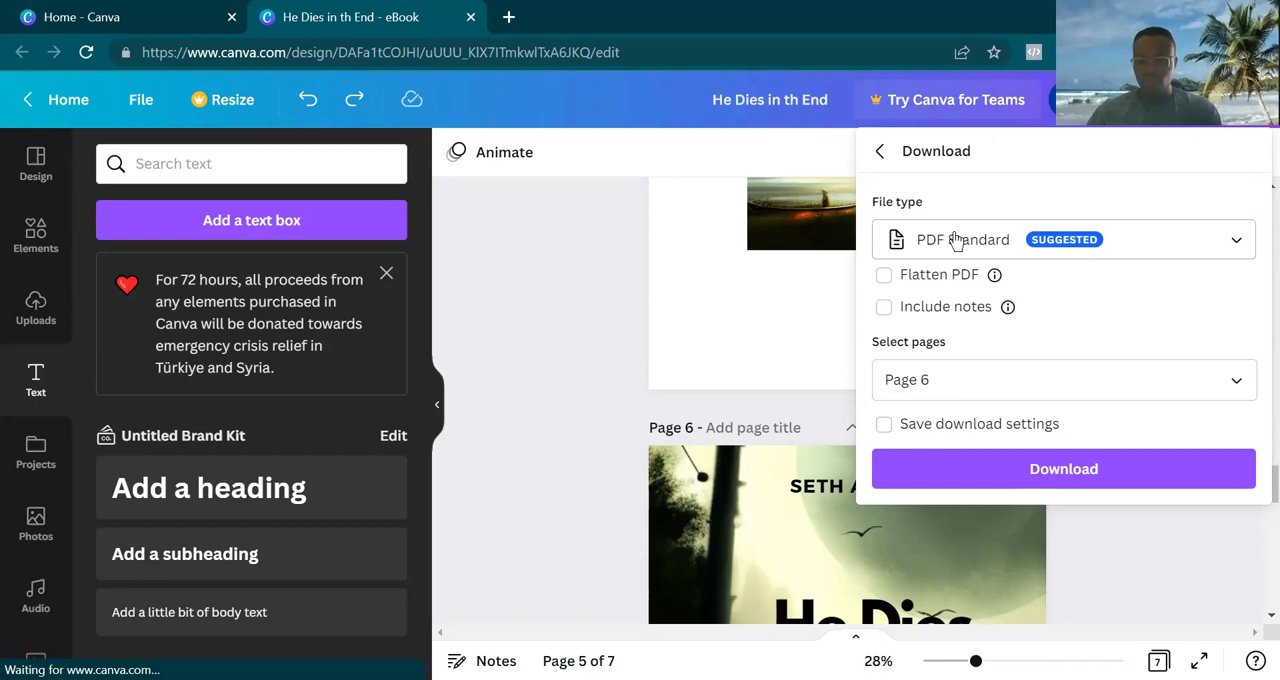 Home - Canva
He Dies in th End - eBook
https://www.canva.com/design/DAFa1tCOJHI/uUUU_KlX7ITmkwlTxA6JKQ/edit
Home
File
Resize
He Dies in th End
Try Canva for Teams
Design
Elements
Uploads
Text
Projects
Photos
Audio
Search text
Add a text box
For 72 hours, all proceeds from
any elements purchased in
Canva will be donated towards
emergency crisis relief in
Türkiye and Syria.
CO.
Untitled Brand Kit
Edit
Add a heading
Add a subheading
Add a little bit of body text
Animate
Page 6 - Add page title
SETH
He Dies
Download
File type
PDF Standard
SUGGESTED
Flatten PDF
Include notes
Select pages
Page 6
Save download settings
Download
Waiting for www.canva.com...
Notes
Page 5 of 7
28%
7